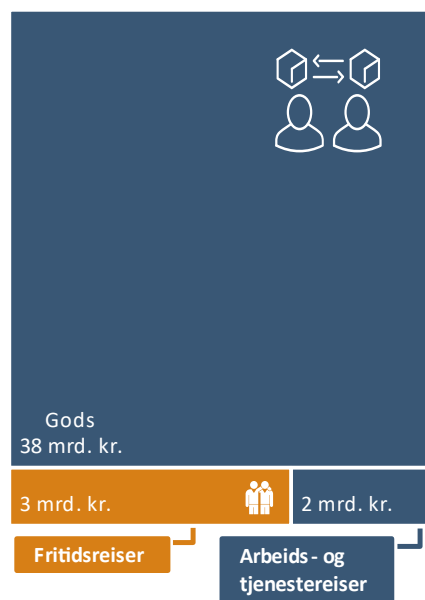 Gods
38 mrd. kr.
3 mrd. kr.
2 mrd. kr.
Fritidsreiser
Arbeids- og
tjenestereiser